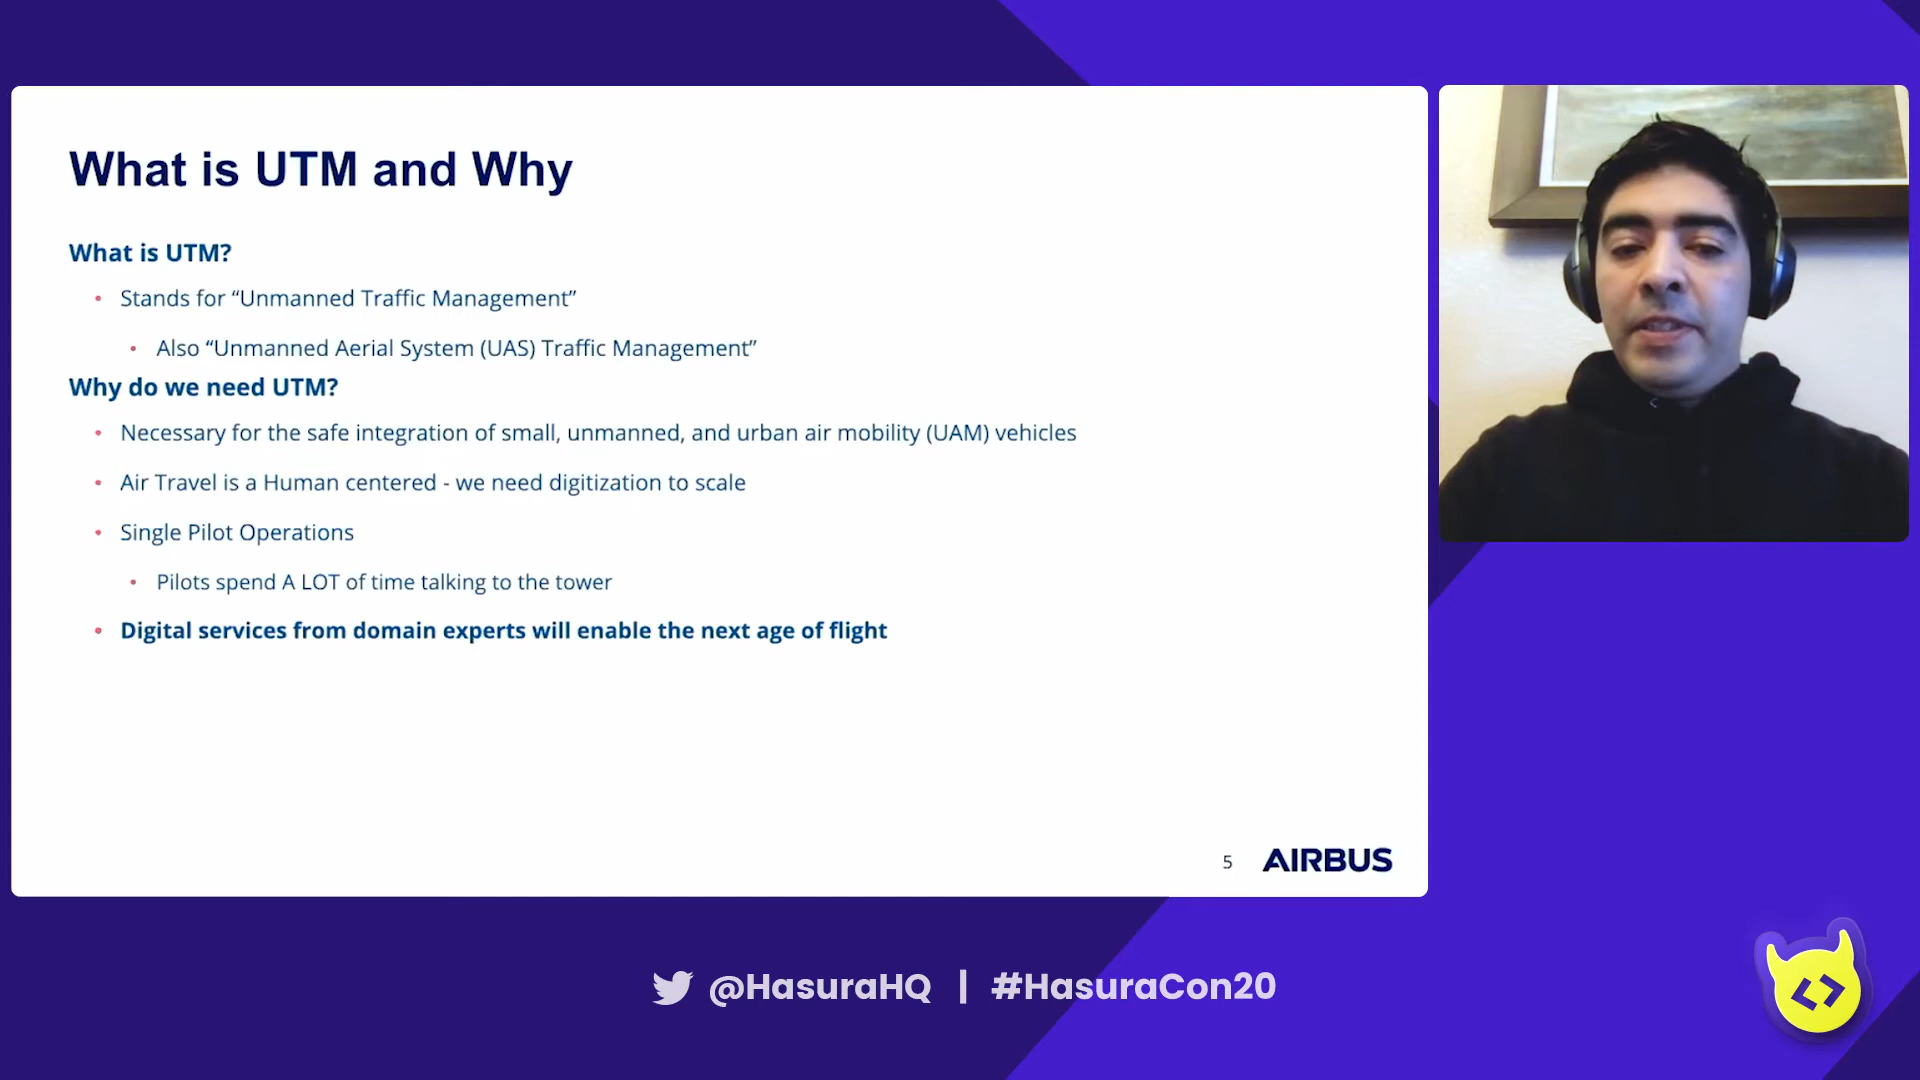 What is UTM and Why
What is UTM?
• Stands for “Unmanned Traffic Management”
• Also “Unmanned Aerial System (UAS) Traffic Management”
Why do we need UTM?
• Necessary for the safe integration of small, unmanned, and urban air mobility (UAM) vehicles
• Air Travel is a Human centered - we need digitization to scale
• Single Pilot Operations
• Pilots spend A LOT of time talking to the tower
• Digital services from domain experts will enable the next age of flight
5 AIRBUS
@HasuraHQ | #HasuraCon20